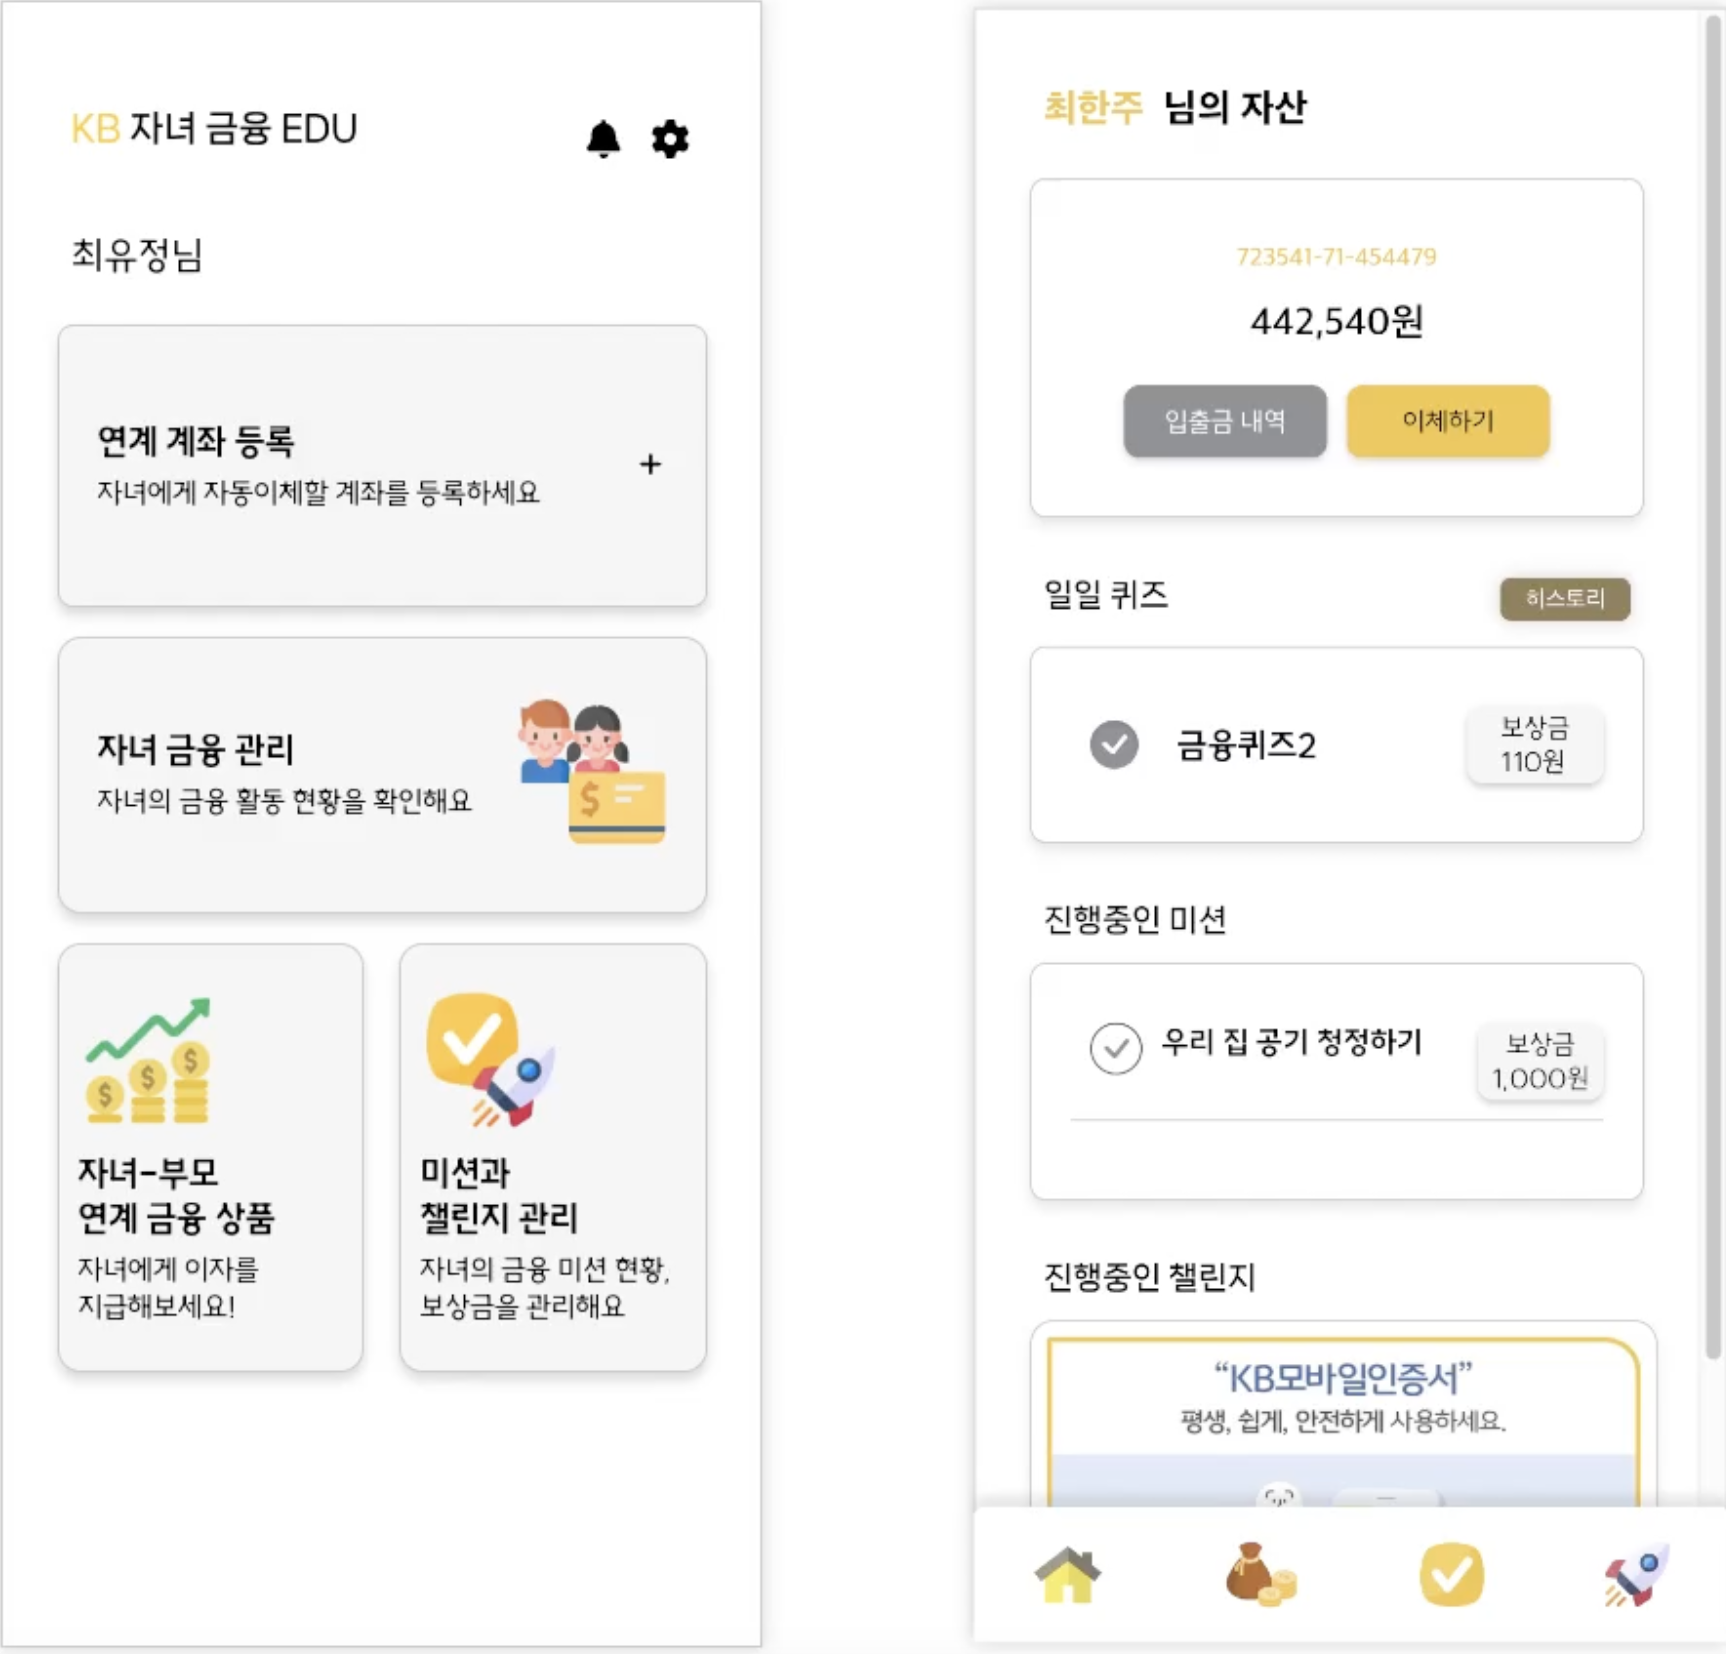 KB 자녀 금융 EDU
최유정님
연계 계좌 등록
자녀에게 자동이체할 계좌를 등록하세요
+
자녀 금융 관리
자녀의 금융 활동 현황을 확인해요
$
$ $ $
자녀-부모
연계 금융 상품
자녀에게 이자를
지급해보세요!
미션과
챌린지 관리
자녀의 금융 미션 현황,
보상금을 관리해요
최한주 님의 자산
723541-71-454479
442,540원
입출금 내역
이체하기
일일 퀴즈
히스토리
금융퀴즈2
보상금
110원
진행중인 미션
우리 집 공기 청정하기
보상금
1,000원
진행중인 챌린지
“KB모바일인증서”
평생, 쉽게, 안전하게 사용하세요.